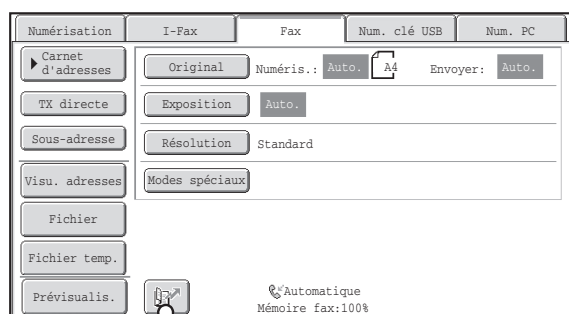 Numérisation I-Fax Fax Num. clé USB Num. PC
Carnet
d'adresses
Original Numéris.: Auto. A4 Envoyer: Auto.
TX directe Exposition Auto.
Sous-adresse Résolution Standard
Visu. adresses Modes spéciaux
Fichier
Fichier temp.
Prévisualis. Automatique
Mémoire fax:100%